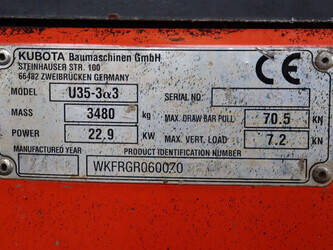 KUBOTA Baumaschinen GmbH
STEINHAUSER STR. 100
66482 ZWEIBRÜCKEN GERMANY
CE
MODEL U35-3α3 SERIAL NO
MASS 3480 kg MAX. DRAW BAR PULL 70.5 KN
POWER 22.9 KW MAX. VERT. LOAD 7.2 KN
MANUFACTURED YEAR PRODUCT IDENTIFICATION NUMBER
WKFRGR060070